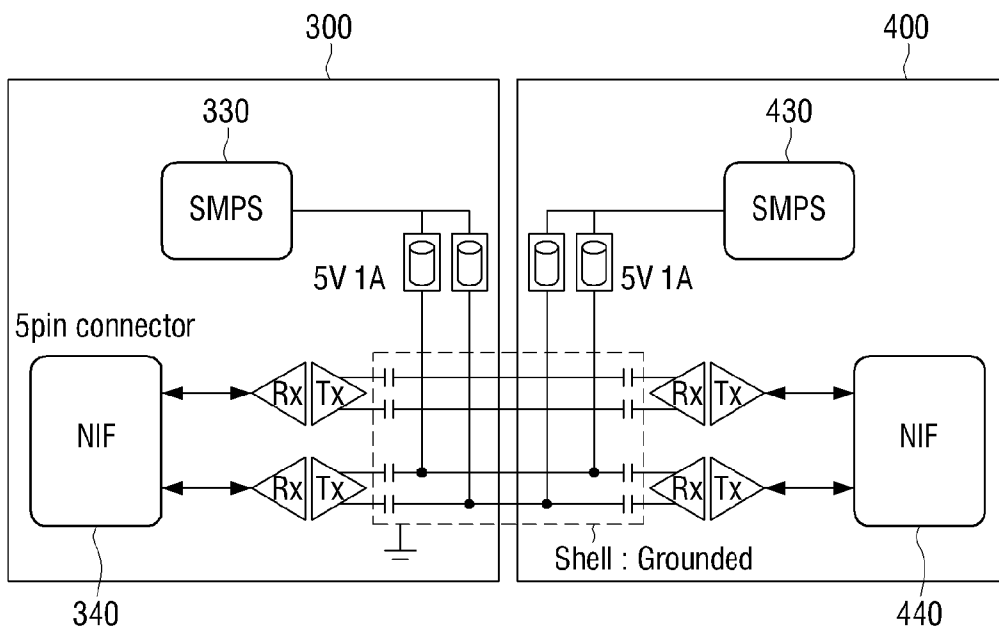 300
400
330
430
SMPS
SMPS
5V 1A
5V 1A
5pin connector
NIF
Rx Tx
Rx Tx
NIF
Rx Tx
Rx Tx
Shell : Grounded
340
440